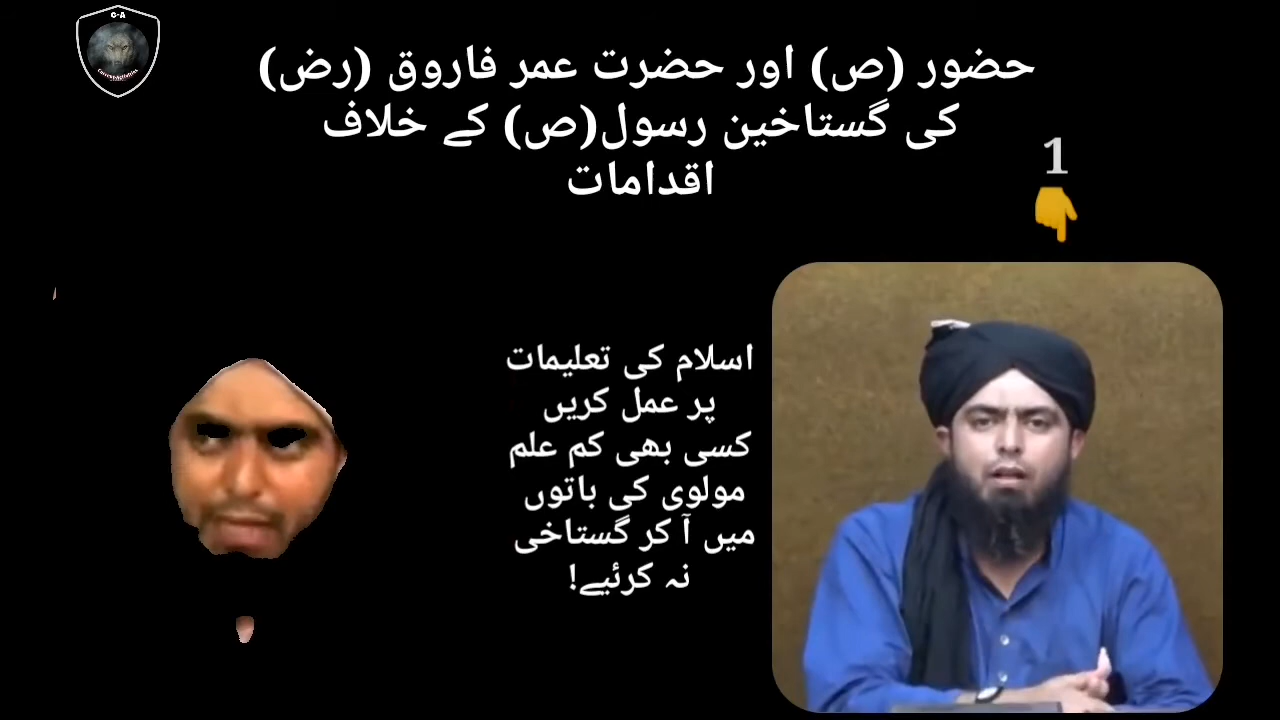 C-A
حضور (ص) اور حضرت عمر فاروق (رض)
کی گستاخین رسول(ص) کے خلاف
اقدامات
1
اسلام کی تعلیمات
پر عمل کریں
کسی بھی کم علم
مولوی کی باتوں
میں آ کر گستاخی
نہ کرئیے!